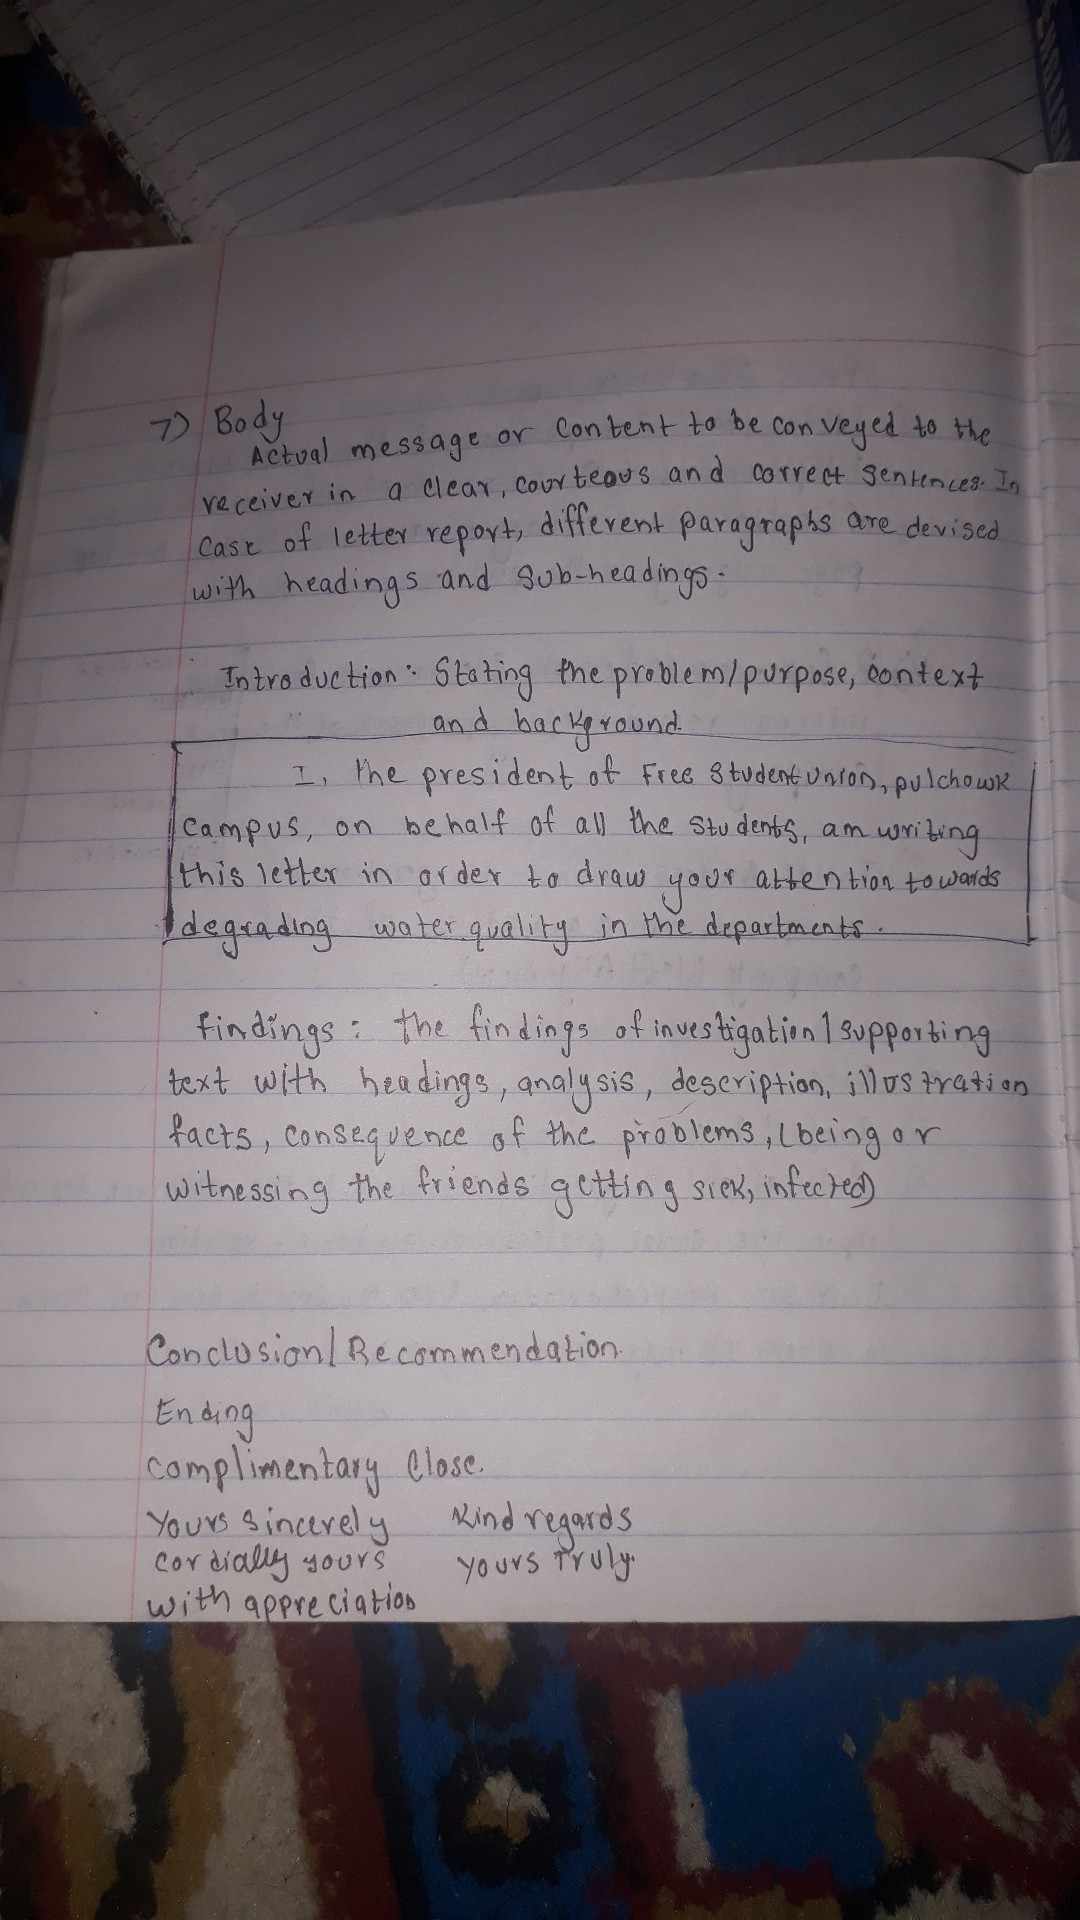 7) Body
Actual message or content to be conveyed to the
receiver in a clear, courteous and correct sentences. In
case of letter report, different paragraphs are devised
with headings and sub-headings.
Introduction: Stating the problem/purpose, context
and background.
I, the president of Free Student Union, pulchowk
campus, on behalf of all the students, am writing
this letter in order to draw your attention towards
degrading water quality in the departments.
findings: the findings of investigation / supporting
text with headings, analysis, description, illustration
facts, consequence of the problems, (being or
witnessing the friends getting sick, infected)
Conclusion/Recommendation.
Ending
complimentary close.
Yours sincerely Kind regards
cordially yours yours Truly.
with appreciation